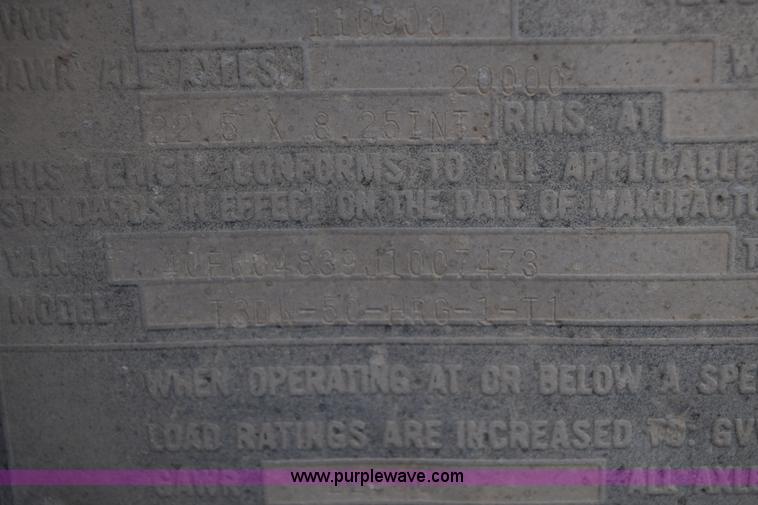 VWR 110900
GAWR ALL AXLES 20000
22.5 X 8.25INT. RIMS, AT
THIS VEHICLE CONFORMS TO ALL APPLICABLE
STANDARDS IN EFFECT ON THE DATE OF MANUFACTU
V.I.N.
MODEL T3DW-50-HRG-1-T1
WHEN OPERATING AT OR BELOW A SPE
LOAD RATINGS ARE INCREASED TO: GV
GAWR ALL AXL
www.purplewave.com